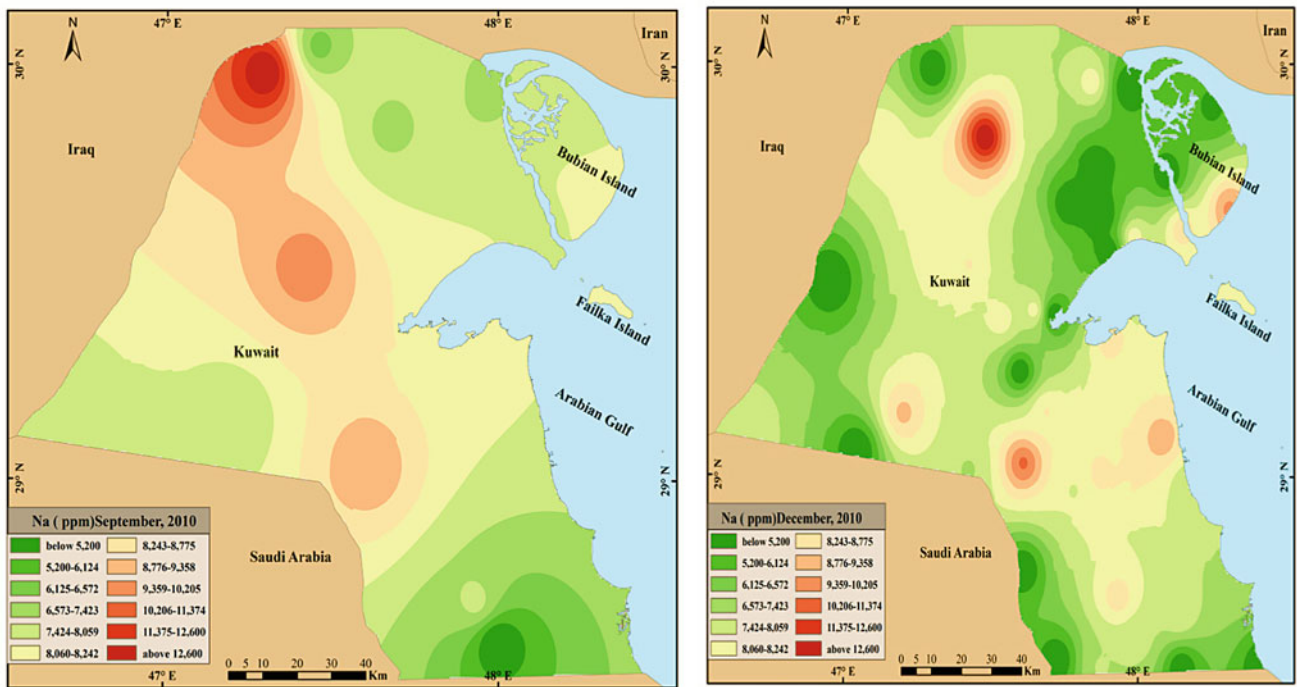 47° E
48° E
N
Iran
30° N
30° N
Iraq
Bubian Island
Failka Island
Kuwait
Arabian Gulf
29° N
29° N
Na ( ppm)September, 2010
below 5,200
8,243-8,775
5,200-6,124
8,776-9,358
6,125-6,572
9,359-10,205
6,573-7,423
10,206-11,374
7,424-8,059
11,375-12,600
8,060-8,242
above 12,600
Saudi Arabia
0 5 10 20 30 40
Km
47° E
48° E
47° E
48° E
N
Iran
30° N
30° N
Iraq
Bubian Island
Kuwait
Failka Island
Arabian Gulf
29° N
29° N
Na ( ppm)December, 2010
below 5,200
8,243-8,775
5,200-6,124
8,776-9,358
6,125-6,572
9,359-10,205
6,573-7,423
10,206-11,374
7,424-8,059
11,375-12,600
8,060-8,242
above 12,600
Saudi Arabia
0 5 10 20 30 40
Km
47° E
48° E